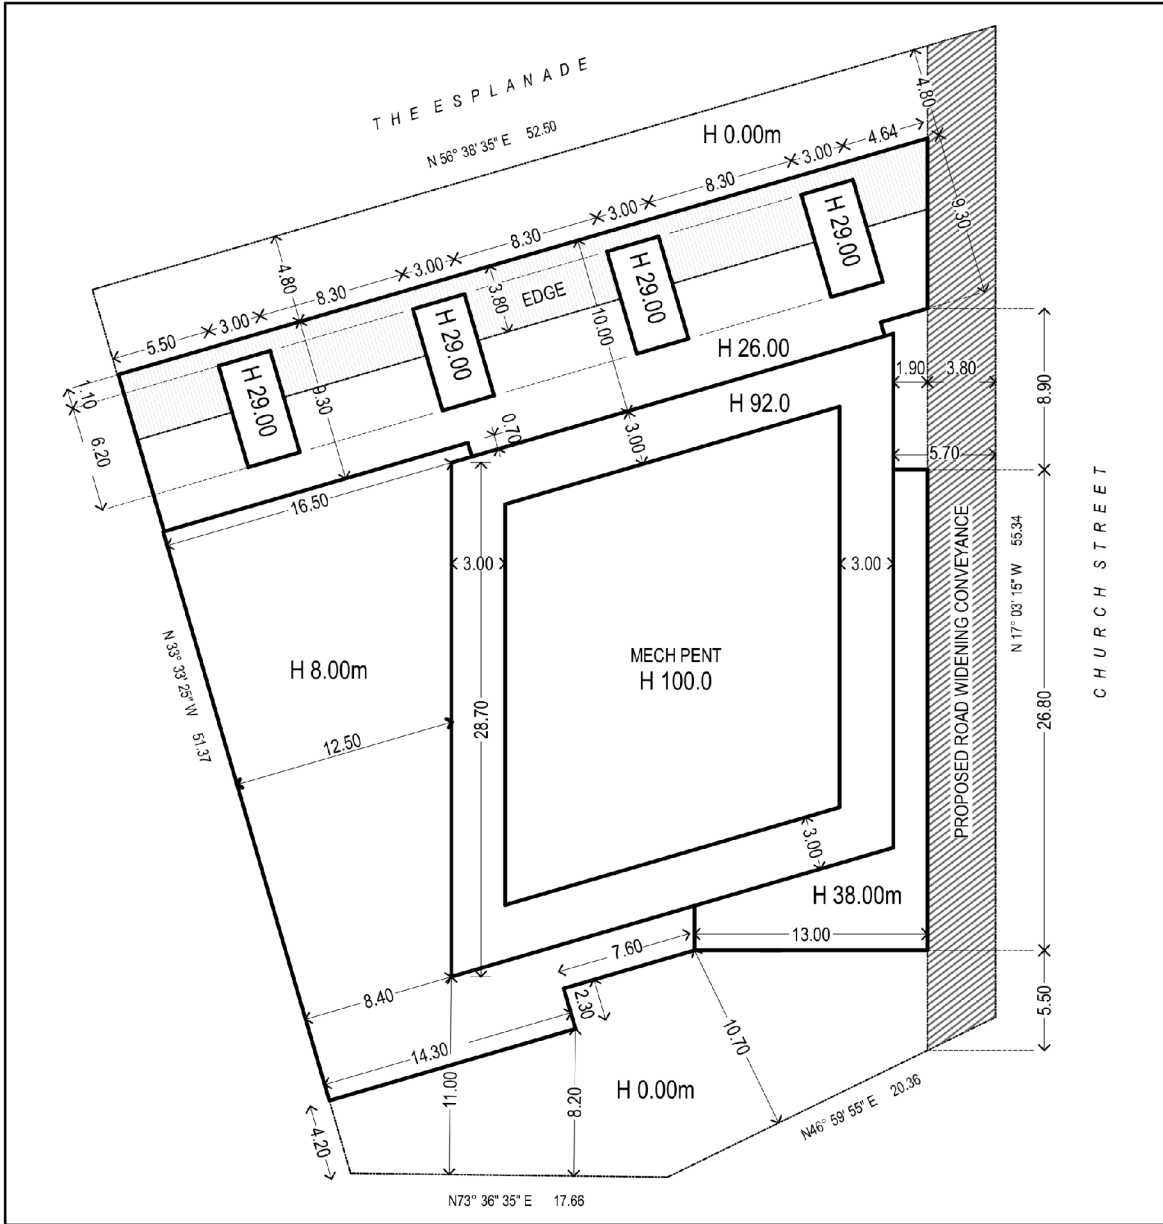 THE ESPLANADE
N 56° 38' 35" E 52.50
H 0.00m
4.80
4.64
3.00
8.30
3.00
8.30
3.00
8.30
3.00
5.50
4.80
3.80
EDGE
10.00
9.30
9.30
H 29.00
H 29.00
H 29.00
H 29.00
1.10
6.20
H 26.00
1.90
3.80
8.90
H 92.0
0.70
3.00
5.70
16.50
3.00
3.00
CHURCH STREET
N 17° 03' 15" W 55.34
PROPOSED ROAD WIDENING CONVEYANCE
MECH PENT
H 100.0
H 8.00m
N 33° 33' 25" W 51.37
28.70
26.80
12.50
3.00
H 38.00m
13.00
7.60
2.30
8.40
5.50
14.30
11.00
8.20
10.70
H 0.00m
4.20
N46° 59' 55" E 20.36
N73° 36" 35" E 17.66